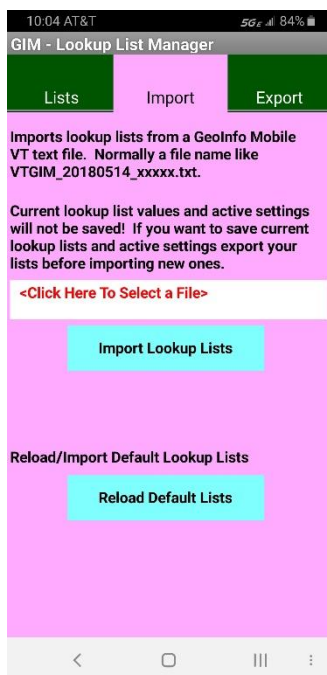 10:04 AT&T 5GE 84%
GIM - Lookup List Manager
Lists Import Export
Imports lookup lists from a GeoInfo Mobile
VT text file. Normally a file name like
VTGIM_20180514_xxxxx.txt.
Current lookup list values and active settings
will not be saved! If you want to save current
lookup lists and active settings export your
lists before importing new ones.
<Click Here To Select a File>
Import Lookup Lists
Reload/Import Default Lookup Lists
Reload Default Lists